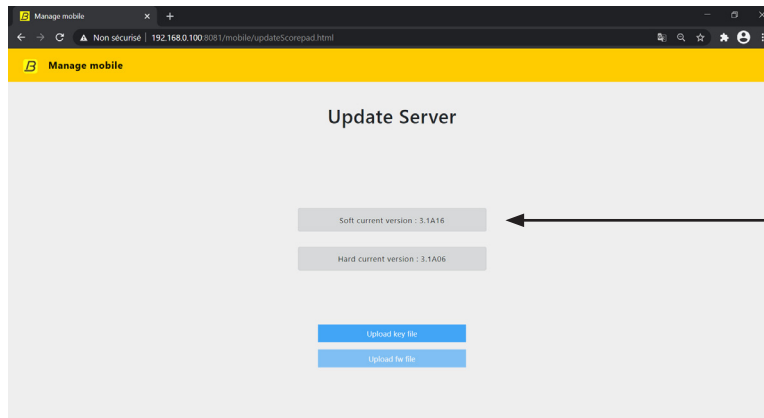 Manage mobile
Non sécurisé | 192.168.0.100:8081/mobile/updateScorepad.html
B Manage mobile
Update Server
Soft current version : 3.1A16
Hard current version : 3.1A06
Upload key file
Upload fw file